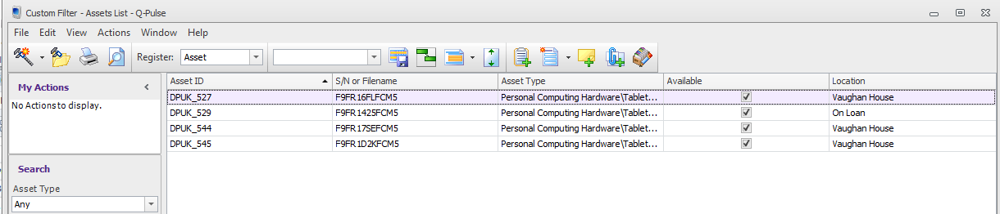 Custom Filter - Assets List - Q-Pulse
File Edit View Actions Window Help
Register: Asset
My Actions
No Actions to display.
Search
Asset Type
Any
Asset ID S/N or Filename Asset Type Available Location
DPUK_527 F9FR16FLFCM5 Personal Computing Hardware\Tablet... Vaughan House
DPUK_529 F9FR1425FCM5 Personal Computing Hardware\Tablet... On Loan
DPUK_544 F9FR17SEFCM5 Personal Computing Hardware\Tablet... Vaughan House
DPUK_545 F9FR1D2KFCM5 Personal Computing Hardware\Tablet... Vaughan House